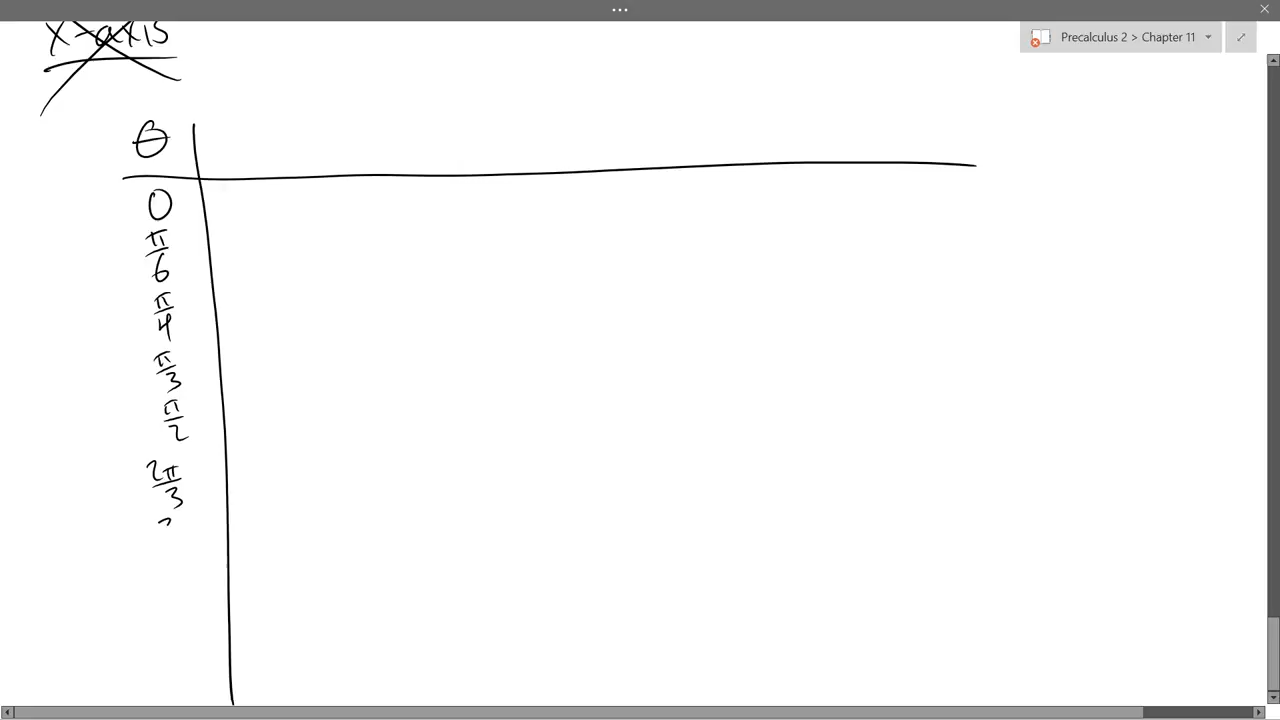 ...
Precalculus 2 > Chapter 11
x-axis
θ
0
π/6
π/4
π/3
π/2
2π/3